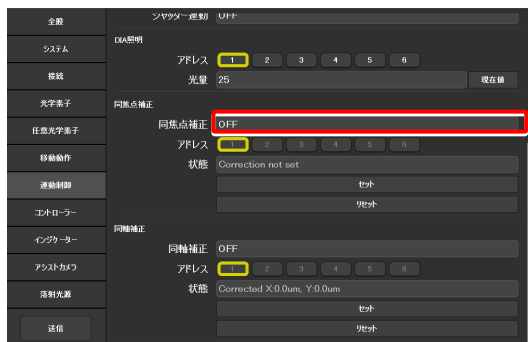 全般
システム
接続
光学素子
任意光学素子
移動動作
連動制御
コントローラー
インジケーター
アシストカメラ
落射光源
送信
シャッター連動 OFF
DIA照明
アドレス 1 2 3 4 5 6
光量 25 現在値
同焦点補正
同焦点補正 OFF
アドレス 1 2 3 4 5 6
状態 Correction not set
セット
リセット
同軸補正
同軸補正 OFF
アドレス 1 2 3 4 5 6
状態 Corrected X:0.0um, Y:0.0um
セット
リセット